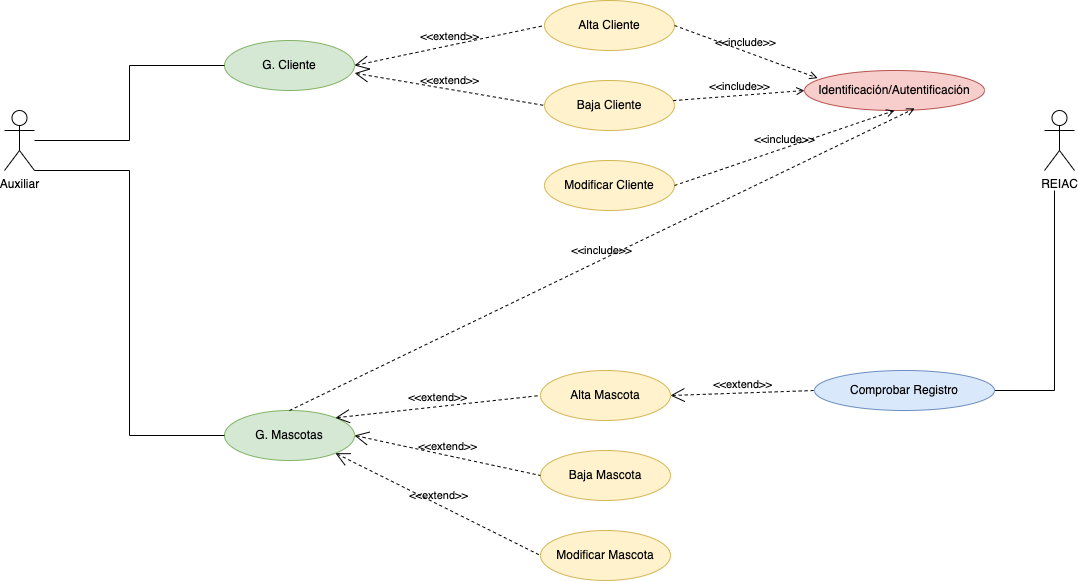 Alta Cliente
<<extend>>
<<include>>
G. Cliente
<<extend>>
<<include>>
Identificación/Autentificación
Baja Cliente
<<include>>
Auxiliar
Modificar Cliente
REIAC
<<include>>
<<extend>>
Comprobar Registro
<<extend>>
Alta Mascota
G. Mascotas
<<extend>>
Baja Mascota
<<extend>>
Modificar Mascota